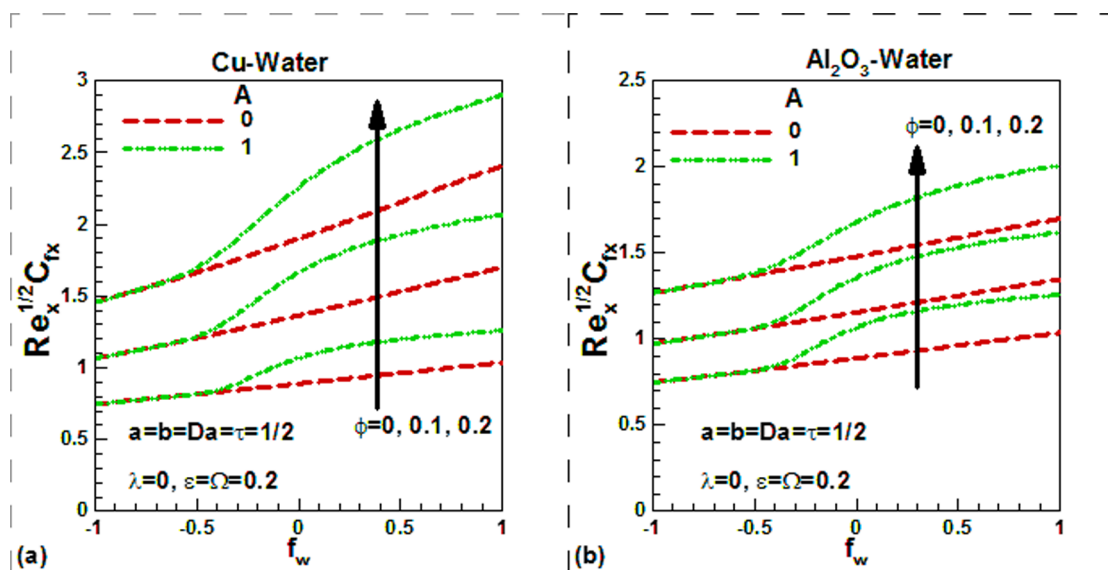 Cu-Water
3
2.5
2
1.5
1
0.5
0
-1
-0.5
0
0.5
1
A
0
1
ϕ=0, 0.1, 0.2
a=b=Da=τ=1/2
λ=0, ε=Ω=0.2
Re_x^{1/2}C_{fx}
f_w
(a)
Al₂O₃-Water
2.5
2
1.5
1
0.5
0
-1
-0.5
0
0.5
1
A
0
1
ϕ=0, 0.1, 0.2
a=b=Da=τ=1/2
λ=0, ε=Ω=0.2
Re_x^{1/2}C_{fx}
f_w
(b)